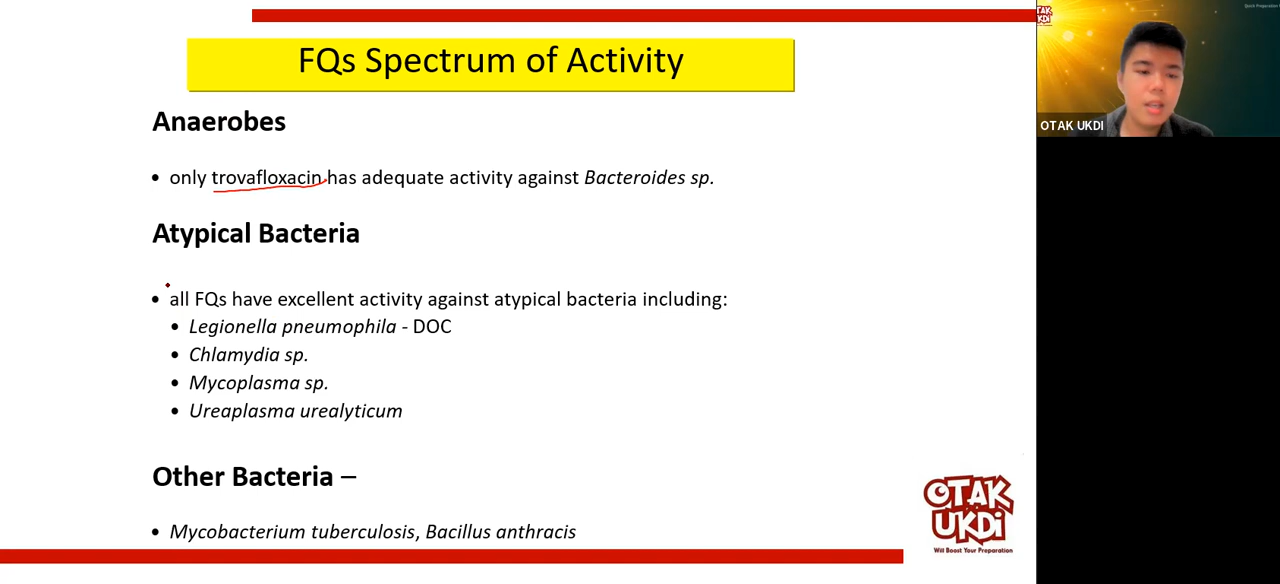 FQs Spectrum of Activity
Anaerobes
• only trovafloxacin has adequate activity against Bacteroides sp.
Atypical Bacteria
• all FQs have excellent activity against atypical bacteria including:
• Legionella pneumophila - DOC
• Chlamydia sp.
• Mycoplasma sp.
• Ureaplasma urealyticum
Other Bacteria –
• Mycobacterium tuberculosis, Bacillus anthracis
OTAK
UKDI
Will Boost Your Preparation
OTAK UKDI